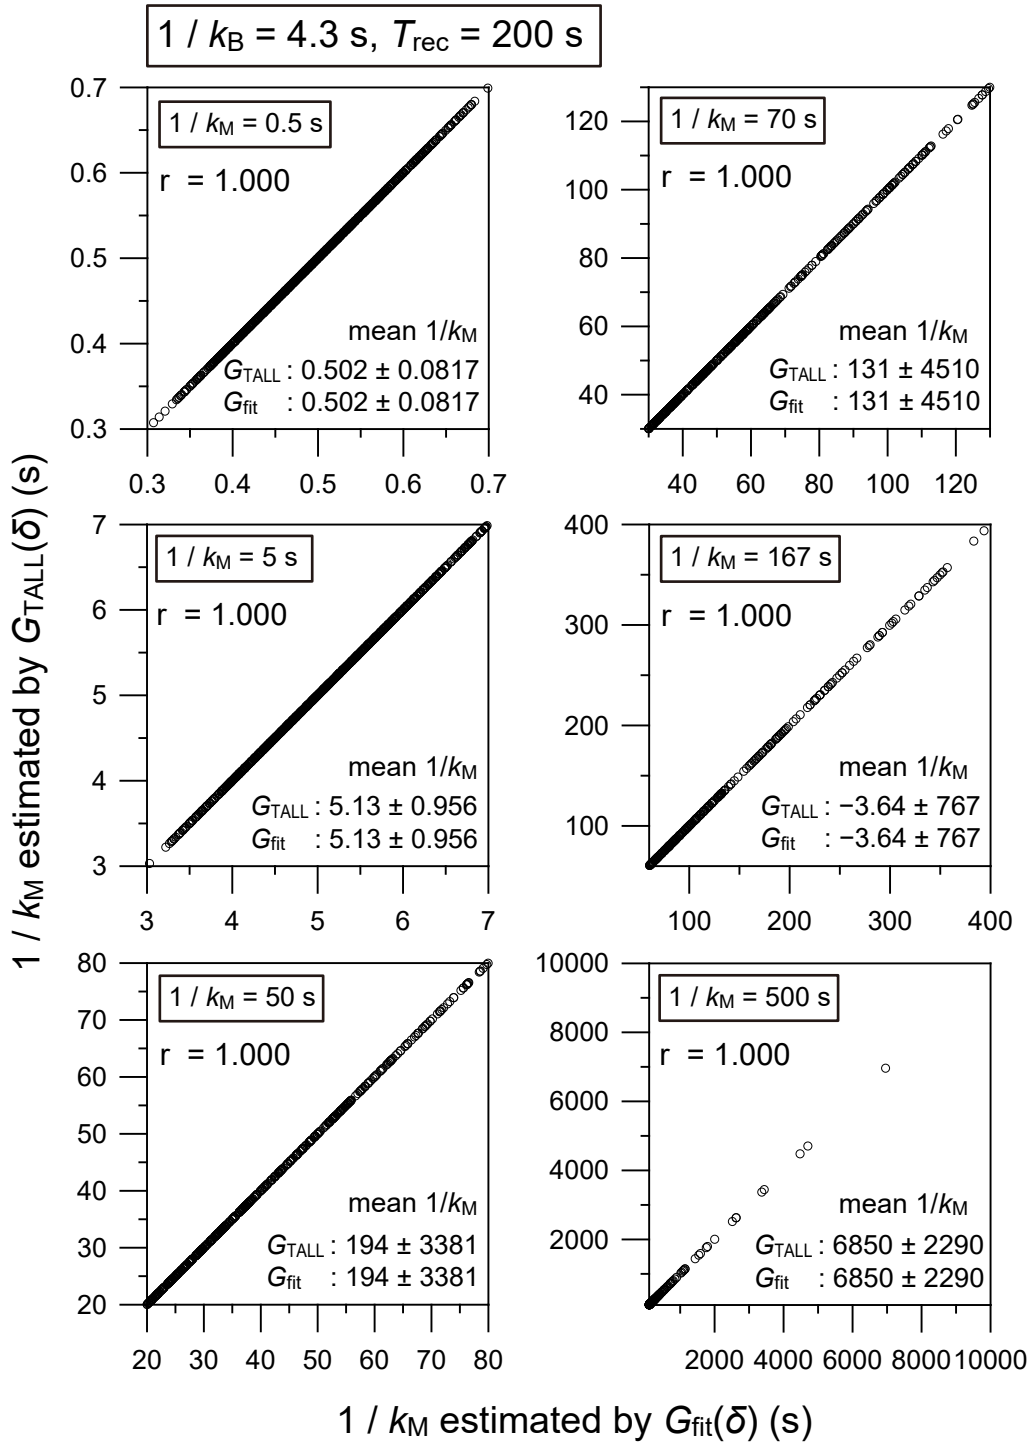 1 / kB = 4.3 s, Trec = 200 s
1 / kM estimated by GTALL(δ) (s)
0.7
0.6
0.5
0.4
0.3
1 / kM = 0.5 s
r = 1.000
mean 1/kM
GTALL : 0.502 ± 0.0817
Gfit : 0.502 ± 0.0817
0.3 0.4 0.5 0.6 0.7
120
100
80
60
40
1 / kM = 70 s
r = 1.000
mean 1/kM
GTALL : 131 ± 4510
Gfit : 131 ± 4510
40 60 80 100 120
7
6
5
4
3
1 / kM = 5 s
r = 1.000
mean 1/kM
GTALL : 5.13 ± 0.956
Gfit : 5.13 ± 0.956
3 4 5 6 7
400
300
200
100
1 / kM = 167 s
r = 1.000
mean 1/kM
GTALL : −3.64 ± 767
Gfit : −3.64 ± 767
100 200 300 400
80
70
60
50
40
30
20
1 / kM = 50 s
r = 1.000
mean 1/kM
GTALL : 194 ± 3381
Gfit : 194 ± 3381
20 30 40 50 60 70 80
10000
8000
6000
4000
2000
1 / kM = 500 s
r = 1.000
mean 1/kM
GTALL : 6850 ± 2290
Gfit : 6850 ± 2290
2000 4000 6000 8000 10000
1 / kM estimated by Gfit(δ) (s)